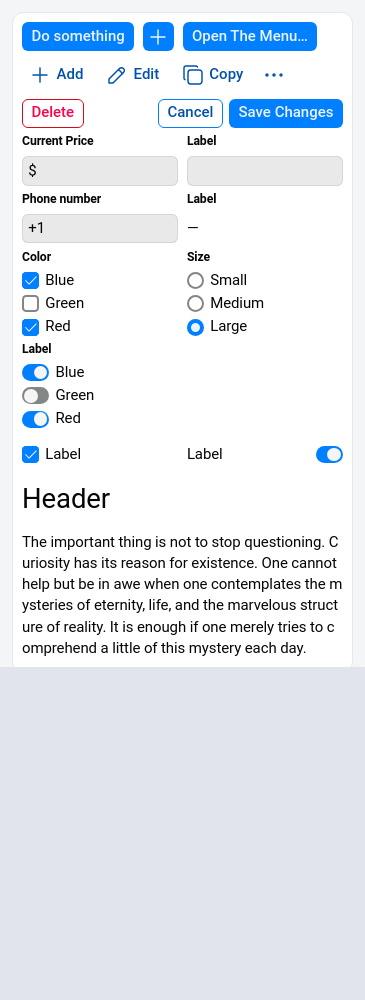 Do something Open The Menu…
Add Edit Copy
Delete Cancel Save Changes
Current Price Label
$
Phone number Label
+1 —
Color Size
Blue Small
Green Medium
Red Large
Label
Blue
Green
Red
Label Label
Header
The important thing is not to stop questioning. C
uriosity has its reason for existence. One cannot
help but be in awe when one contemplates the m
ysteries of eternity, life, and the marvelous struct
ure of reality. It is enough if one merely tries to c
omprehend a little of this mystery each day.